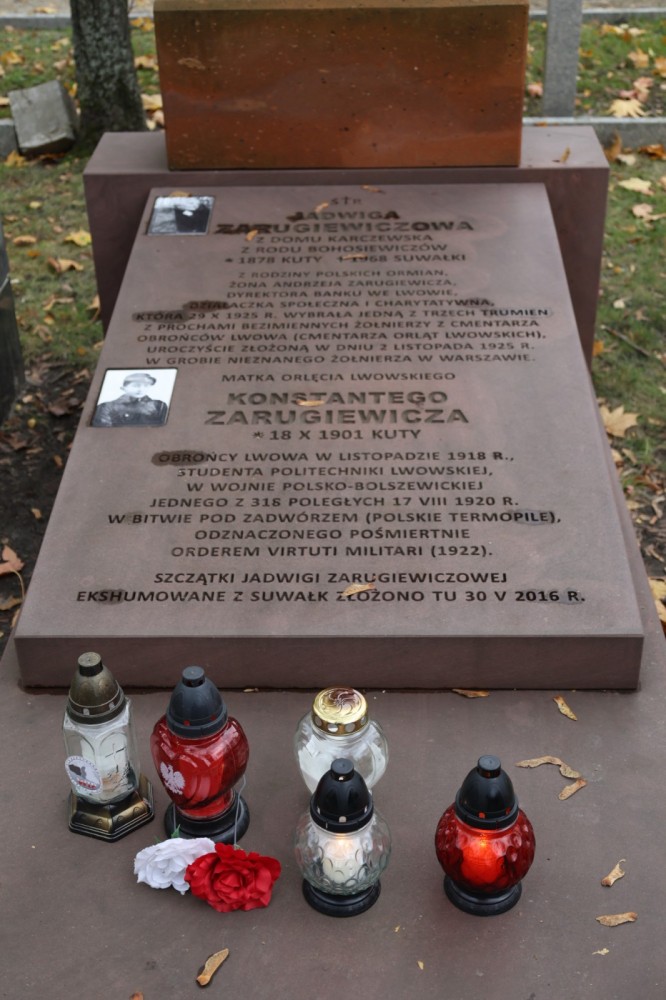 Ś†P
JADWIGA
ZARUGIEWICZOWA
Z DOMU KARCZEWSKA
Z RODU BOHOSIEWICZÓW
* 1878 KUTY † 1968 SUWAŁKI
Z RODZINY POLSKICH ORMIAN,
ŻONA ANDRZEJA ZARUGIEWICZA,
DYREKTORA BANKU WE LWOWIE,
DZIAŁACZKA SPOŁECZNA I CHARYTATYWNA,
KTÓRA 29 X 1925 R. WYBRAŁA JEDNĄ Z TRZECH TRUMIEN
Z PROCHAMI BEZIMIENNYCH ŻOŁNIERZY Z CMENTARZA
OBROŃCÓW LWOWA (CMENTARZA ORLĄT LWOWSKICH),
UROCZYŚCIE ZŁOŻONĄ W DNIU 2 LISTOPADA 1925 R.
W GROBIE NIEZNANEGO ŻOŁNIERZA W WARSZAWIE.
MATKA ORLĘCIA LWOWSKIEGO
KONSTANTEGO
ZARUGIEWICZA
* 18 X 1901 KUTY
OBROŃCY LWOWA W LISTOPADZIE 1918 R.,
STUDENTA POLITECHNIKI LWOWSKIEJ,
W WOJNIE POLSKO-BOLSZEWICKIEJ
JEDNEGO Z 318 POLEGŁYCH 17 VIII 1920 R.
W BITWIE POD ZADWÓRZEM (POLSKIE TERMOPILE),
ODZNACZONEGO POŚMIERTNIE
ORDEREM VIRTUTI MILITARI (1922).
SZCZĄTKI JADWIGI ZARUGIEWICZOWEJ
EKSHUMOWANE Z SUWAŁK ZŁOŻONO TU 30 V 2016 R.